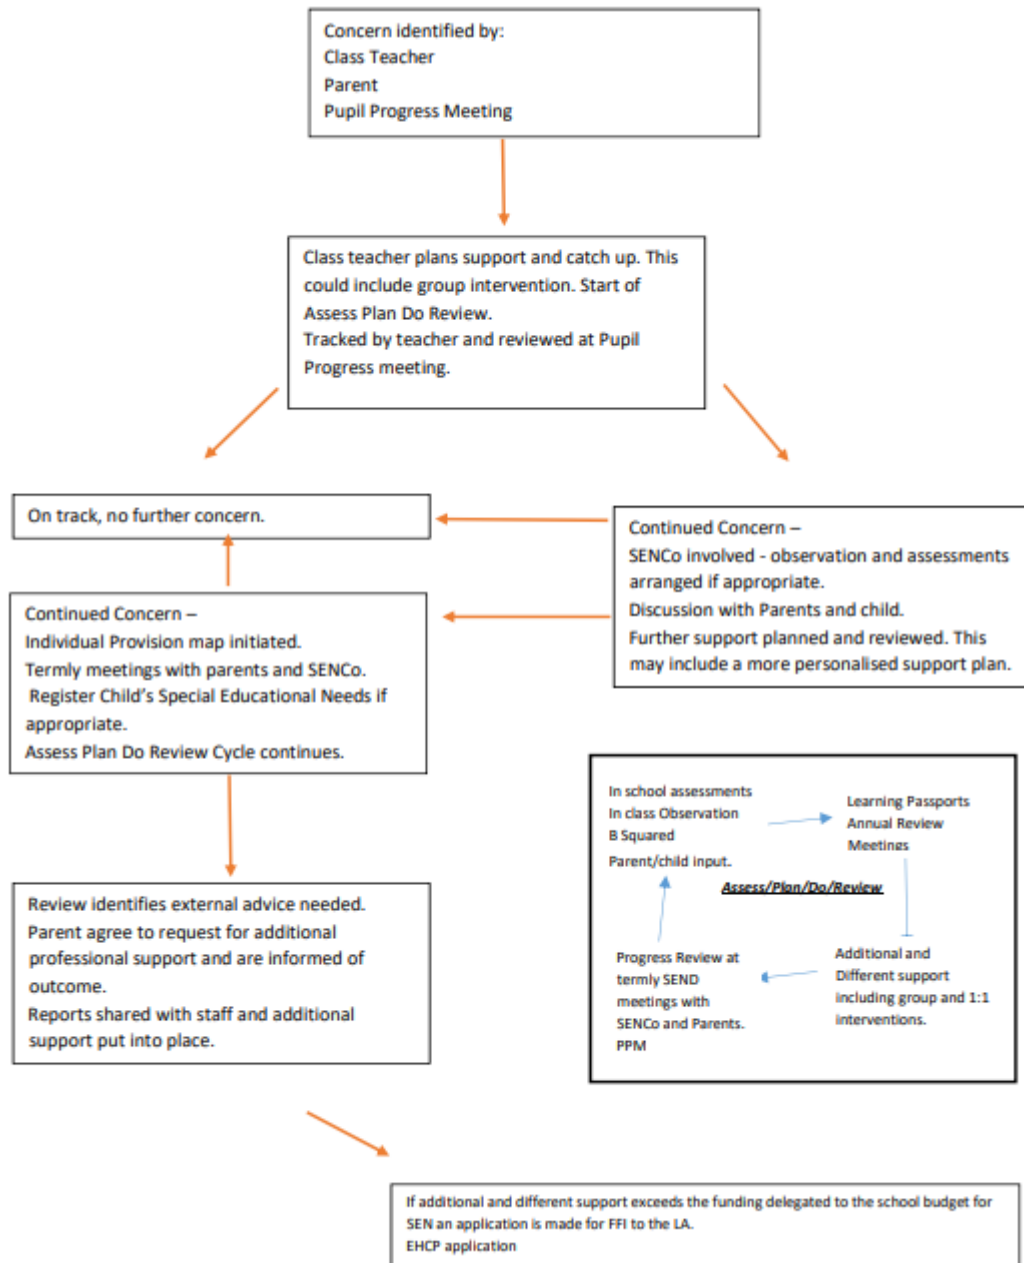 Concern identified by:
Class Teacher
Parent
Pupil Progress Meeting
Class teacher plans support and catch up. This
could include group intervention. Start of
Assess Plan Do Review.
Tracked by teacher and reviewed at Pupil
Progress meeting.
On track, no further concern.
Continued Concern –
SENCo involved - observation and assessments
arranged if appropriate.
Discussion with Parents and child.
Further support planned and reviewed. This
may include a more personalised support plan.
Continued Concern –
Individual Provision map initiated.
Termly meetings with parents and SENCo.
Register Child's Special Educational Needs if
appropriate.
Assess Plan Do Review Cycle continues.
In school assessments
In class Observation
B Squared
Parent/child input.
Learning Passports
Annual Review
Meetings
Assess/Plan/Do/Review
Progress Review at
termly SEND
meetings with
SENCo and Parents.
PPM
Additional and
Different support
including group and 1:1
interventions.
Review identifies external advice needed.
Parent agree to request for additional
professional support and are informed of
outcome.
Reports shared with staff and additional
support put into place.
If additional and different support exceeds the funding delegated to the school budget for
SEN an application is made for FFI to the LA.
EHCP application